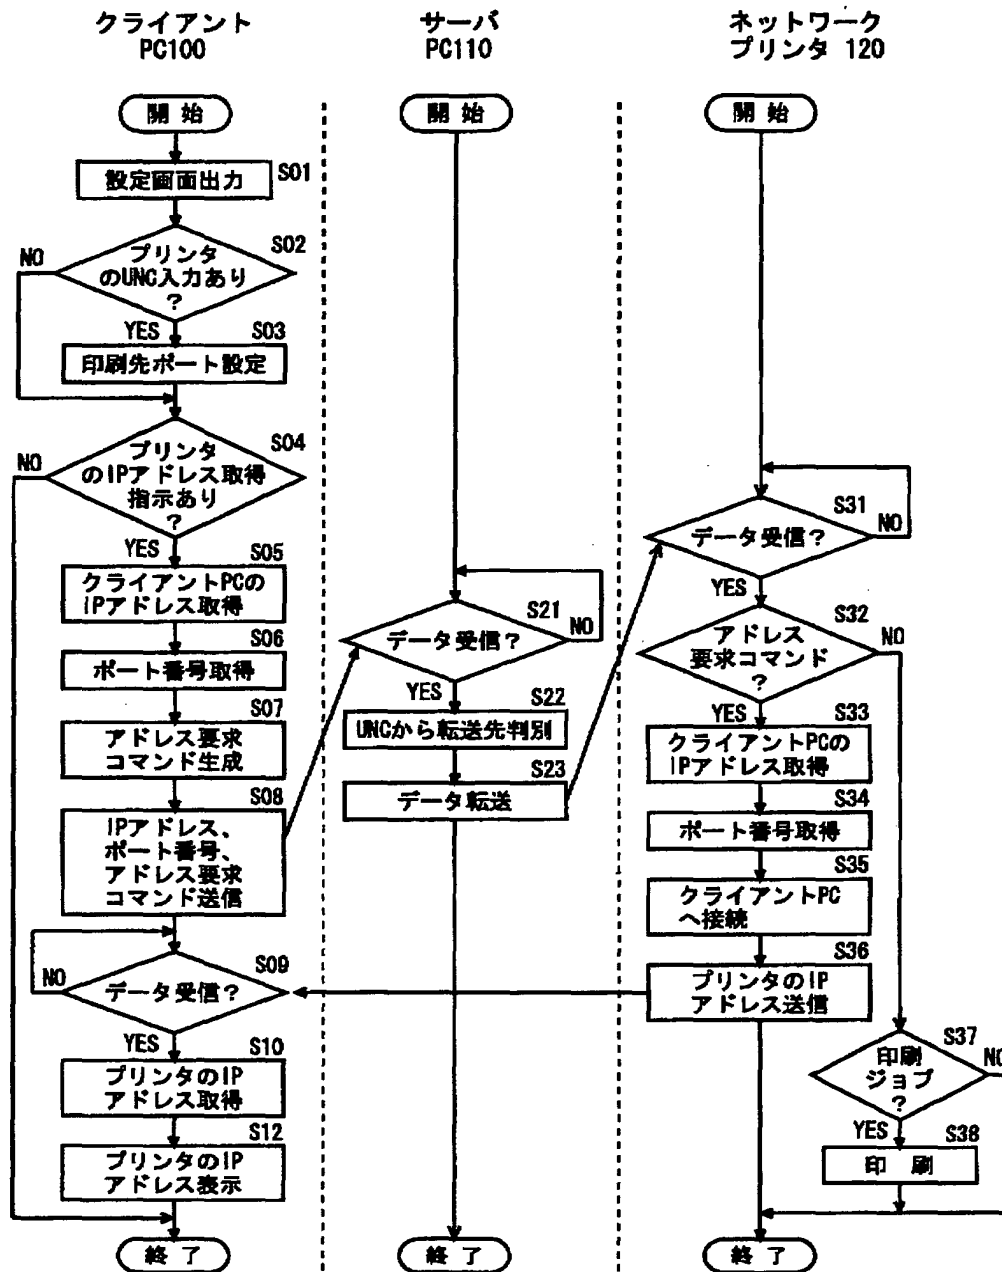 クライアント
PC100
開 始
設定画面出力
S01
プリンタ
のUNC入力あり
?
S02
NO
YES
S03
印刷先ポート設定
プリンタ
のIPアドレス取得
指示あり
?
S04
NO
YES
S05
クライアントPCの
IPアドレス取得
S06
ポート番号取得
S07
アドレス要求
コマンド生成
S08
IPアドレス、
ポート番号、
アドレス要求
コマンド送信
S09
データ受信?
NO
YES
S10
プリンタのIP
アドレス取得
S12
プリンタのIP
アドレス表示
終 了
サーバ
PC110
開 始
S21
データ受信?
NO
YES
S22
UNCから転送先判別
S23
データ転送
終 了
ネットワーク
プリンタ 120
開 始
S31
データ受信?
NO
YES
S32
アドレス
要求コマンド
?
NO
YES
S33
クライアントPCの
IPアドレス取得
S34
ポート番号取得
S35
クライアントPC
へ接続
S36
プリンタのIP
アドレス送信
S37
印刷
ジョブ
?
NO
YES
S38
印 刷
終 了